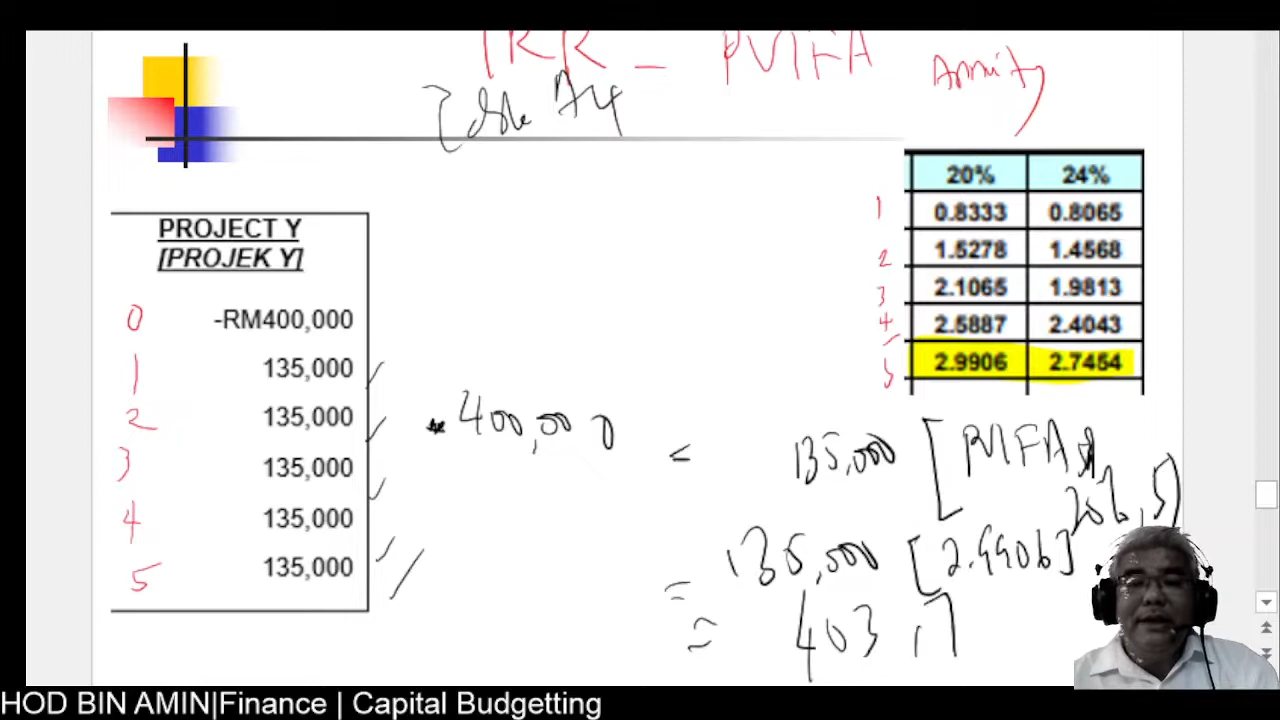 IRR - PVIFA
Annuity
20% 24%
1 0.8333 0.8065
2 1.5278 1.4568
3 2.1065 1.9813
4 2.5887 2.4043
5 2.9906 2.7454
PROJECT Y
[PROJEK Y]
0 -RM400,000
1 135,000
2 135,000
3 135,000
4 135,000
5 135,000
400,000 = 135,000 [PVIFA
20%, 5]
= 135,000 [2.9906]
= 403,7
HOD BIN AMIN|Finance | Capital Budgetting